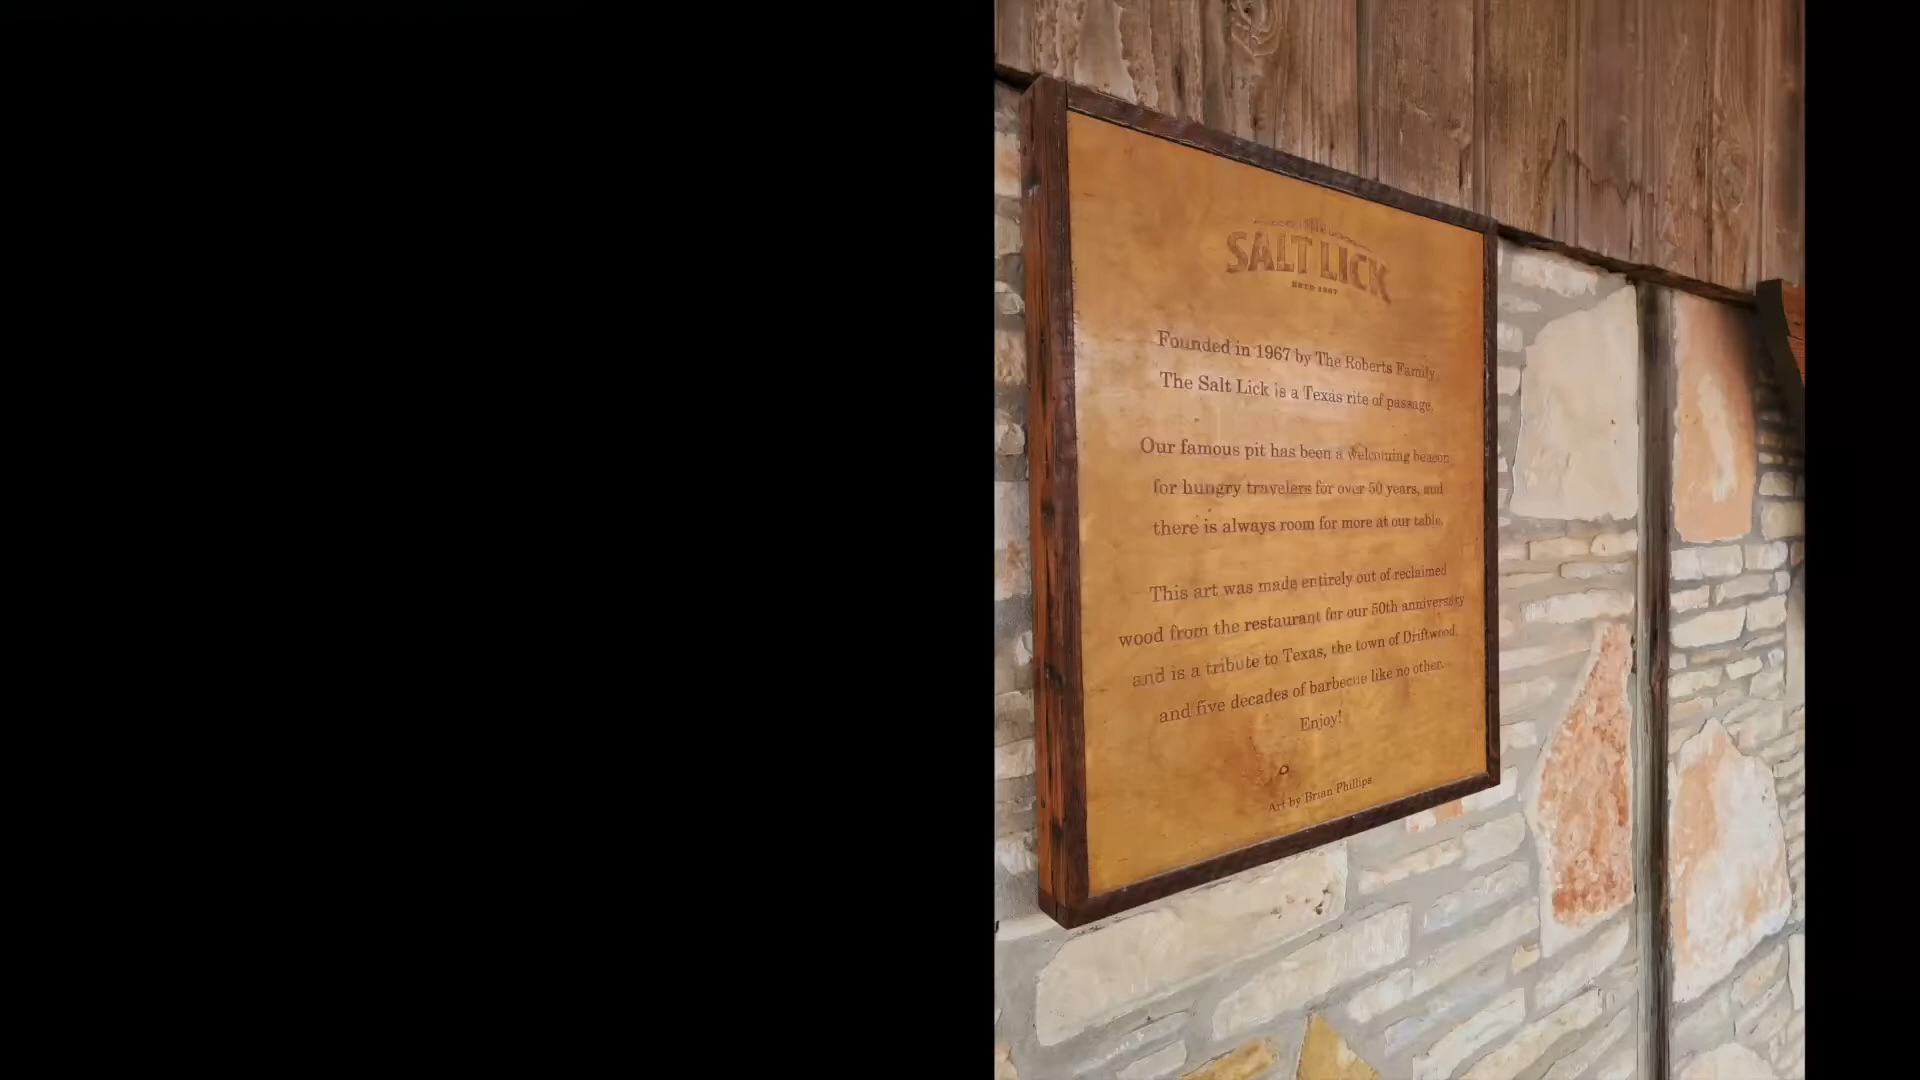 THE
SALT LICK
ESTD 1967
Founded in 1967 by The Roberts Family,
The Salt Lick is a Texas rite of passage.
Our famous pit has been a welcoming beacon
for hungry travelers for over 50 years, and
there is always room for more at our table.
This art was made entirely out of reclaimed
wood from the restaurant for our 50th anniversary
and is a tribute to Texas, the town of Driftwood,
and five decades of barbecue like no other.
Enjoy!
Art by Brian Phillips